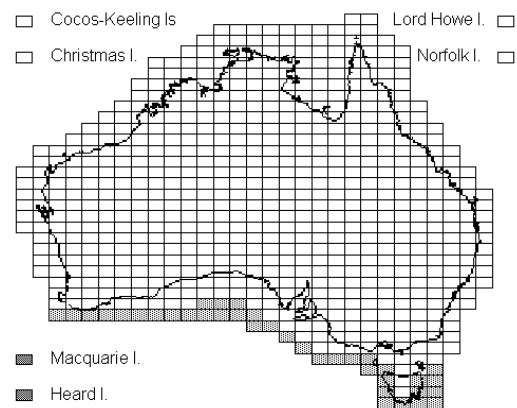 Cocos-Keeling Is
Lord Howe I.
Christmas I.
Norfolk I.
Macquarie I.
Heard I.